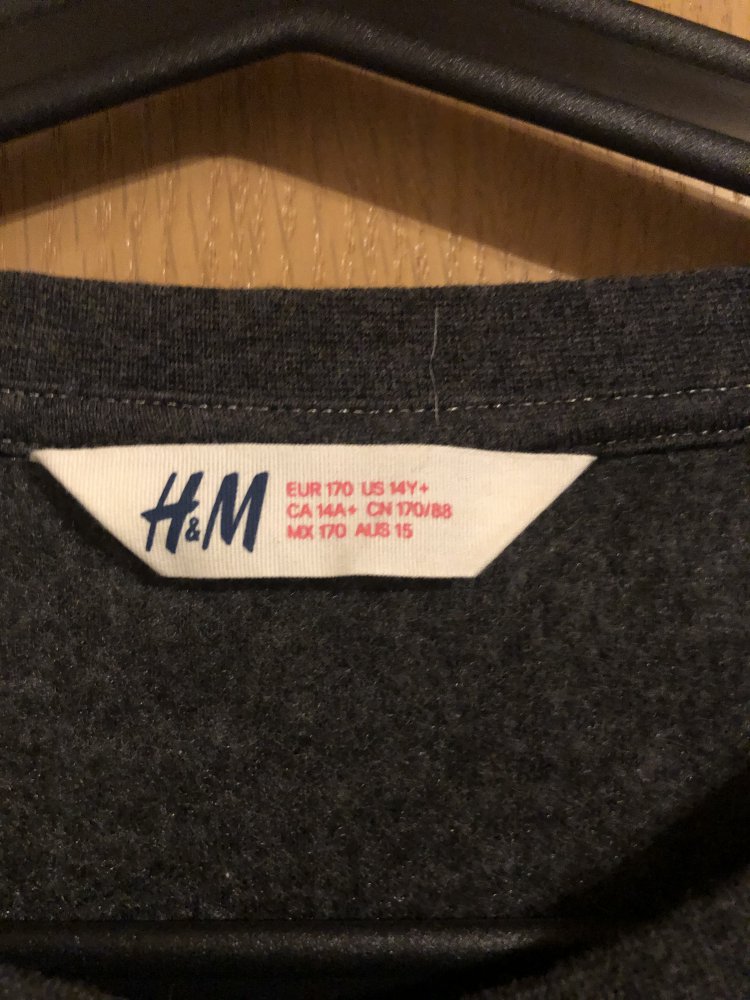 H&M
EUR 170 US 14Y+
CA 14A+ CN 170/88
MX 170 AUS 15